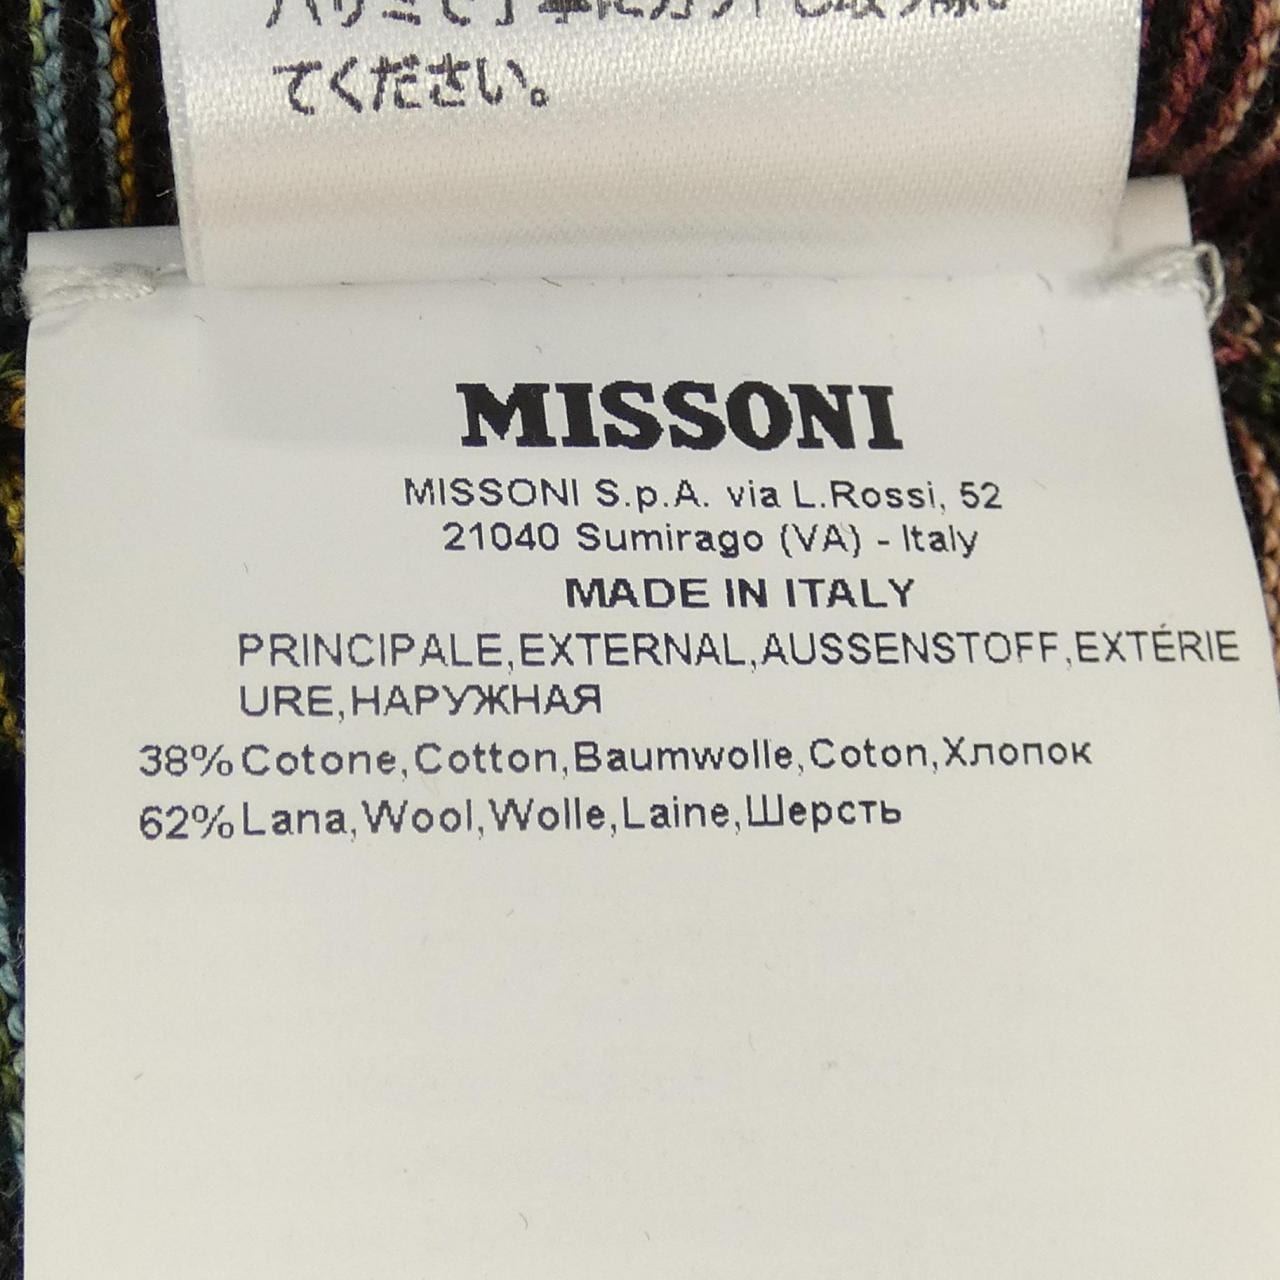 てください。
MISSONI
MISSONI S.p.A. via L.Rossi, 52
21040 Sumirago (VA) - Italy
MADE IN ITALY
PRINCIPALE,EXTERNAL,AUSSENSTOFF,EXTÉRIE
URE,НАРУЖНАЯ
38% Cotone,Cotton,Baumwolle,Coton,Хлопок
62% Lana,Wool,Wolle,Laine,Шерсть